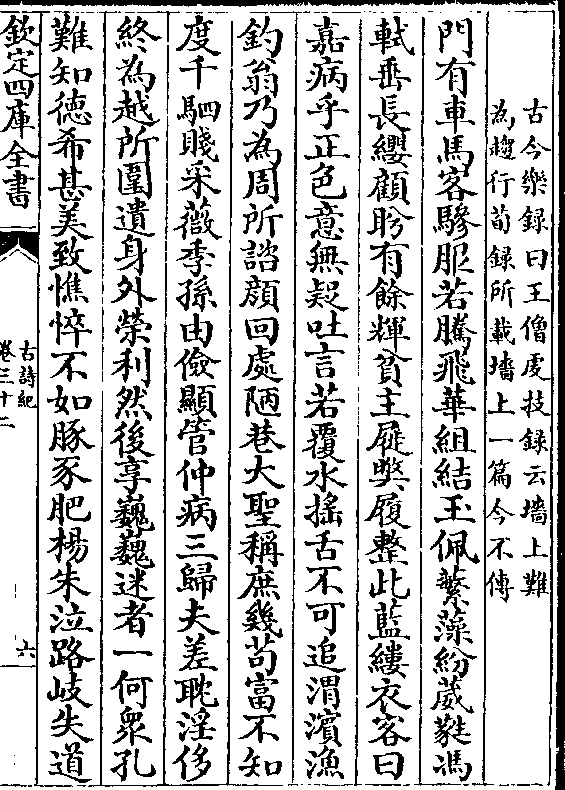 古今樂録曰王僧䖍技録云墻上難
為趨行荀録所載墻上一篇今不傳
門有車馬客驂服若騰飛華組結玉佩蘩藻紛葳蕤馮
軾垂長纓顧盼有餘輝貧主屣獘履整此藍縷衣客曰
嘉病乎正色意無疑吐言若覆水揺舌不可追渭濱漁
釣翁乃為周所諮顔回處陋巷大聖稱庶幾茍富不知
度千駟賤采薇季孫由儉顯管仲病三歸夫差耽淫侈
終為越所圍遺身外榮利然後享巍巍迷者一何衆孔
難知徳希甚美致憔悴不如豚豕肥楊朱泣路岐失道
欽定四庫全書
古詩紀
卷三十二
六